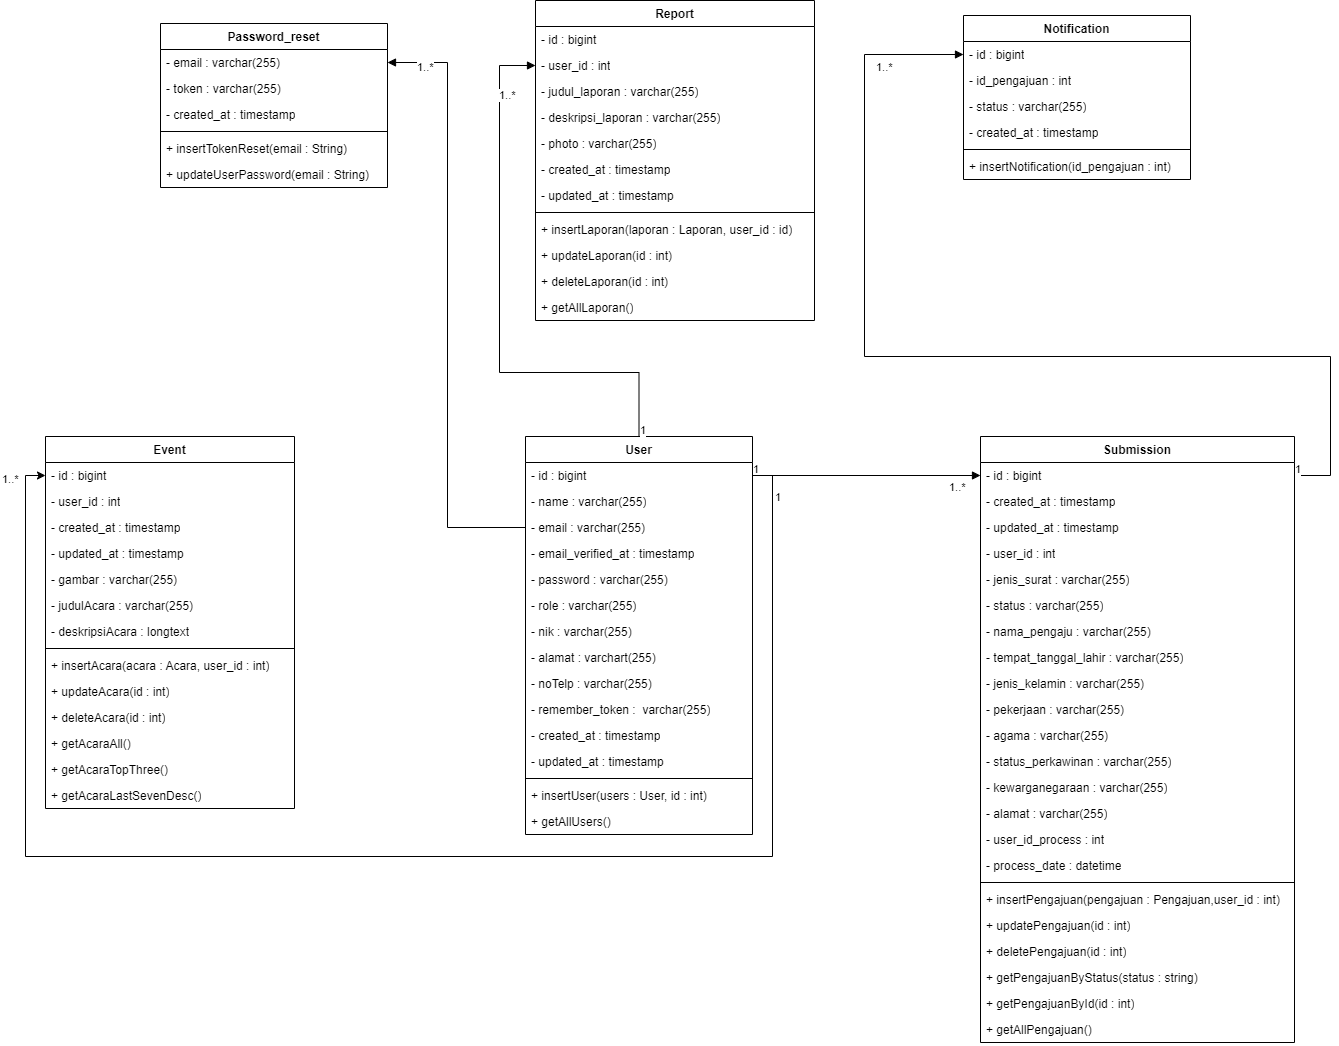 Password_reset
- email : varchar(255)
- token : varchar(255)
- created_at : timestamp
+ insertTokenReset(email : String)
+ updateUserPassword(email : String)
1..*
Report
- id : bigint
- user_id : int
- judul_laporan : varchar(255)
- deskripsi_laporan : varchar(255)
- photo : varchar(255)
- created_at : timestamp
- updated_at : timestamp
+ insertLaporan(laporan : Laporan, user_id : id)
+ updateLaporan(id : int)
+ deleteLaporan(id : int)
+ getAllLaporan()
1..*
Notification
- id : bigint
- id_pengajuan : int
- status : varchar(255)
- created_at : timestamp
+ insertNotification(id_pengajuan : int)
1..*
Event
- id : bigint
- user_id : int
- created_at : timestamp
- updated_at : timestamp
- gambar : varchar(255)
- judulAcara : varchar(255)
- deskripsiAcara : longtext
+ insertAcara(acara : Acara, user_id : int)
+ updateAcara(id : int)
+ deleteAcara(id : int)
+ getAcaraAll()
+ getAcaraTopThree()
+ getAcaraLastSevenDesc()
1..*
1
User
- id : bigint
- name : varchar(255)
- email : varchar(255)
- email_verified_at : timestamp
- password : varchar(255)
- role : varchar(255)
- nik : varchar(255)
- alamat : varchart(255)
- noTelp : varchar(255)
- remember_token :  varchar(255)
- created_at : timestamp
- updated_at : timestamp
+ insertUser(users : User, id : int)
+ getAllUsers()
1
1
1..*
Submission
- id : bigint
- created_at : timestamp
- updated_at : timestamp
- user_id : int
- jenis_surat : varchar(255)
- status : varchar(255)
- nama_pengaju : varchar(255)
- tempat_tanggal_lahir : varchar(255)
- jenis_kelamin : varchar(255)
- pekerjaan : varchar(255)
- agama : varchar(255)
- status_perkawinan : varchar(255)
- kewarganegaraan : varchar(255)
- alamat : varchar(255)
- user_id_process : int
- process_date : datetime
+ insertPengajuan(pengajuan : Pengajuan,user_id : int)
+ updatePengajuan(id : int)
+ deletePengajuan(id : int)
+ getPengajuanByStatus(status : string)
+ getPengajuanById(id : int)
+ getAllPengajuan()
1